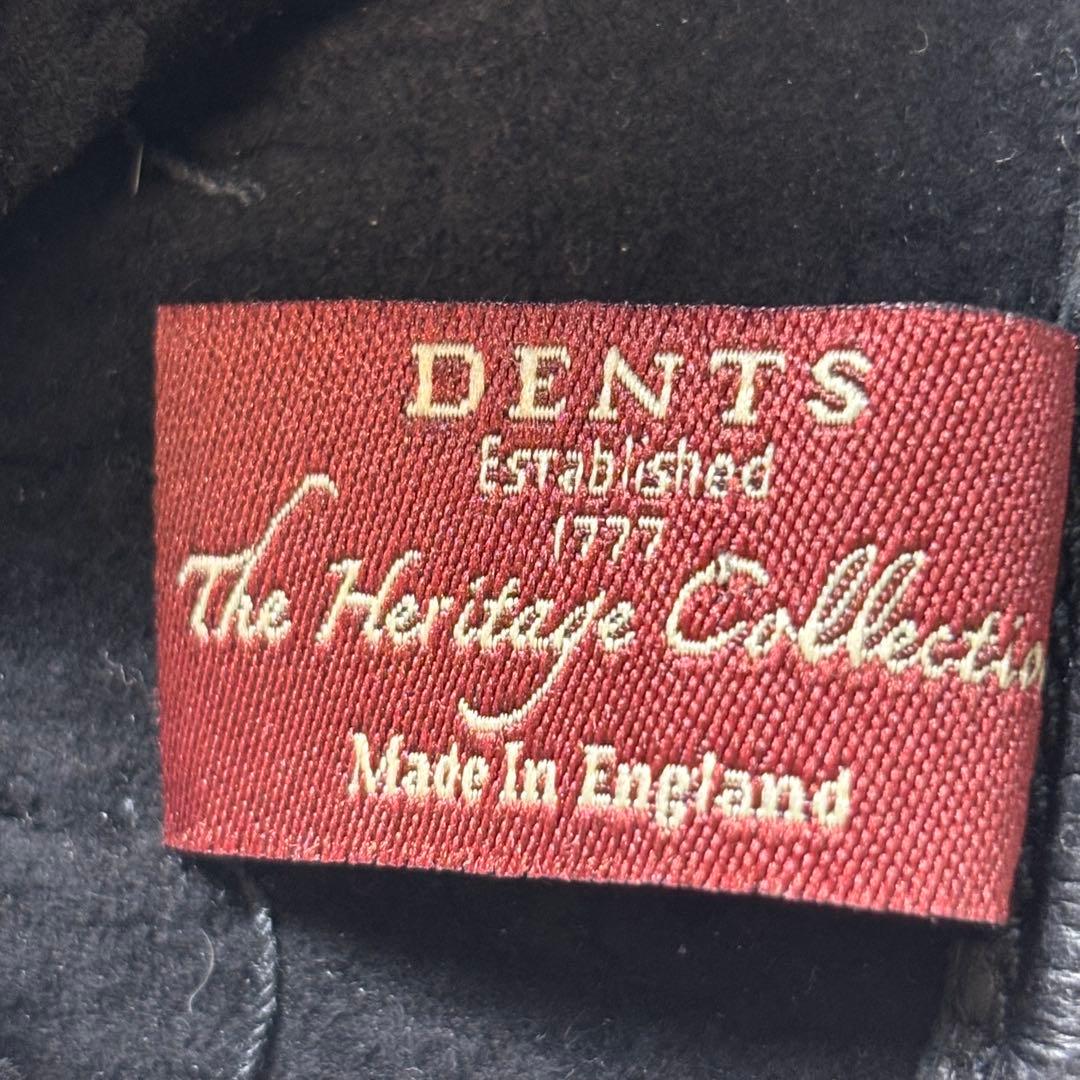 DENTS
Established
1777
The Heritage Collectio
Made In England